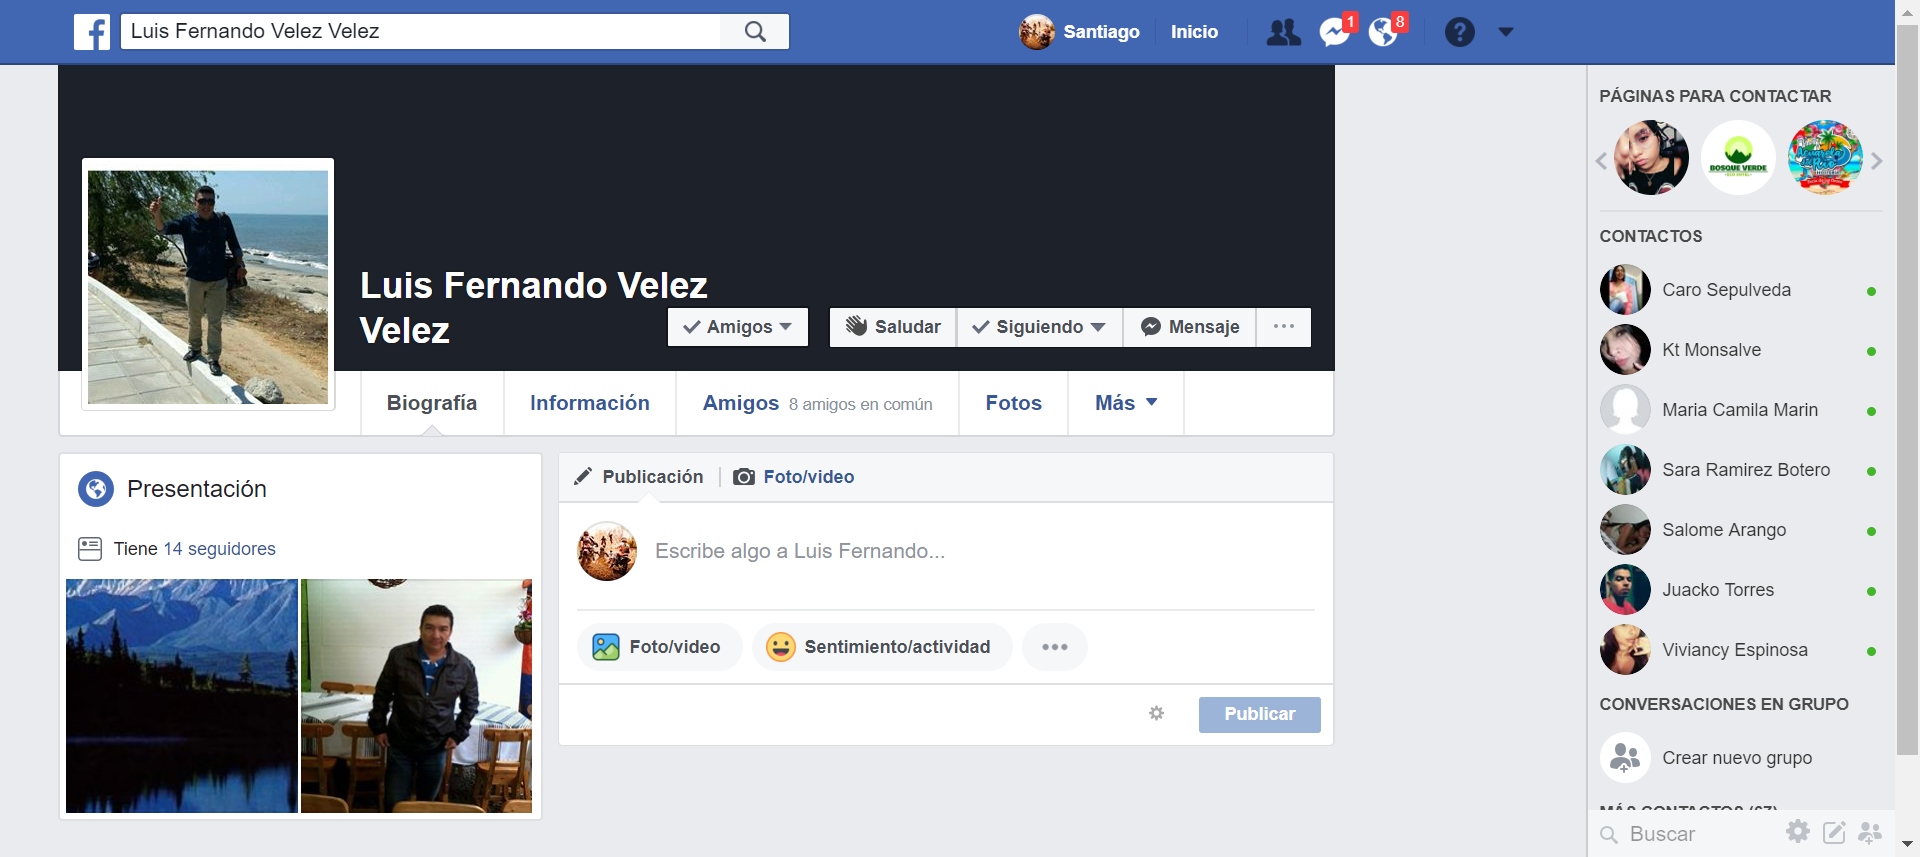 Luis Fernando Velez Velez
Santiago
Inicio
1
8
?
Luis Fernando Velez
Velez
Amigos
Saludar
Siguiendo
Mensaje
Biografía
Información
Amigos 8 amigos en común
Fotos
Más
Presentación
Tiene 14 seguidores
Publicación
Foto/video
Escribe algo a Luis Fernando...
Foto/video
Sentimiento/actividad
Publicar
PÁGINAS PARA CONTACTAR
BOSQUE VERDE
CONTACTOS
Caro Sepulveda
Kt Monsalve
Maria Camila Marin
Sara Ramirez Botero
Salome Arango
Juacko Torres
Viviancy Espinosa
CONVERSACIONES EN GRUPO
Crear nuevo grupo
MÁS CONTACTOS (67)
Buscar